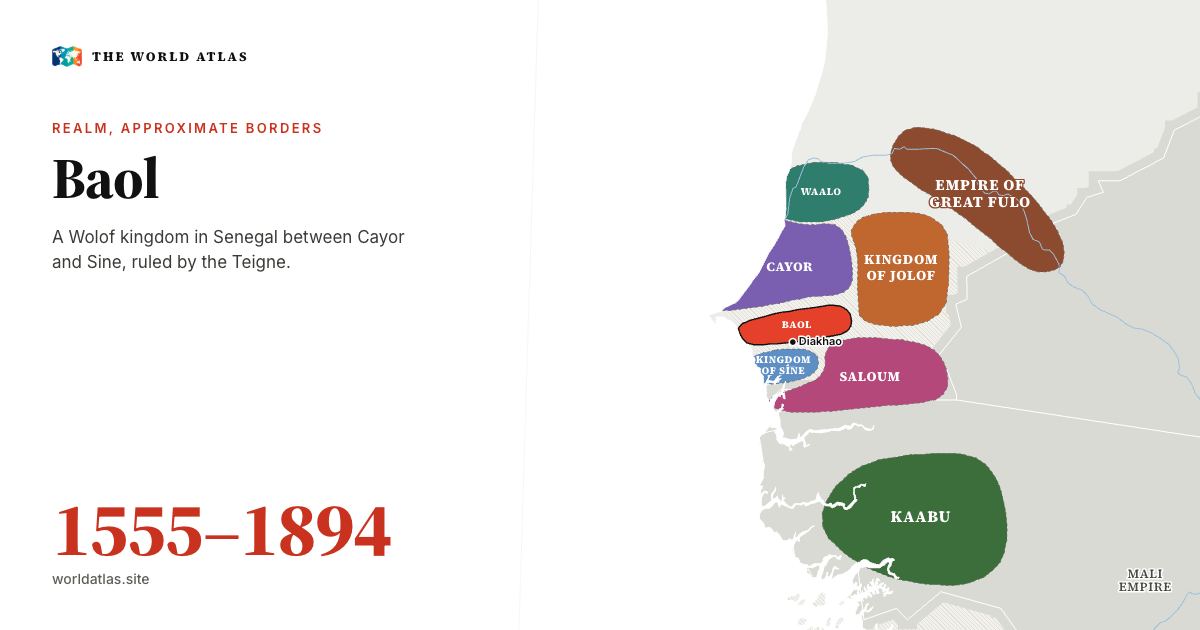 THE WORLD ATLAS
REALM, APPROXIMATE BORDERS
Baol
A Wolof kingdom in Senegal between Cayor
and Sine, ruled by the Teigne.
1555–1894
worldatlas.site
WAALO
EMPIRE OF
GREAT FULO
CAYOR
KINGDOM
OF JOLOF
BAOL
Diakhao
KINGDOM
OF SINE
SALOUM
KAABU
MALI
EMPIRE